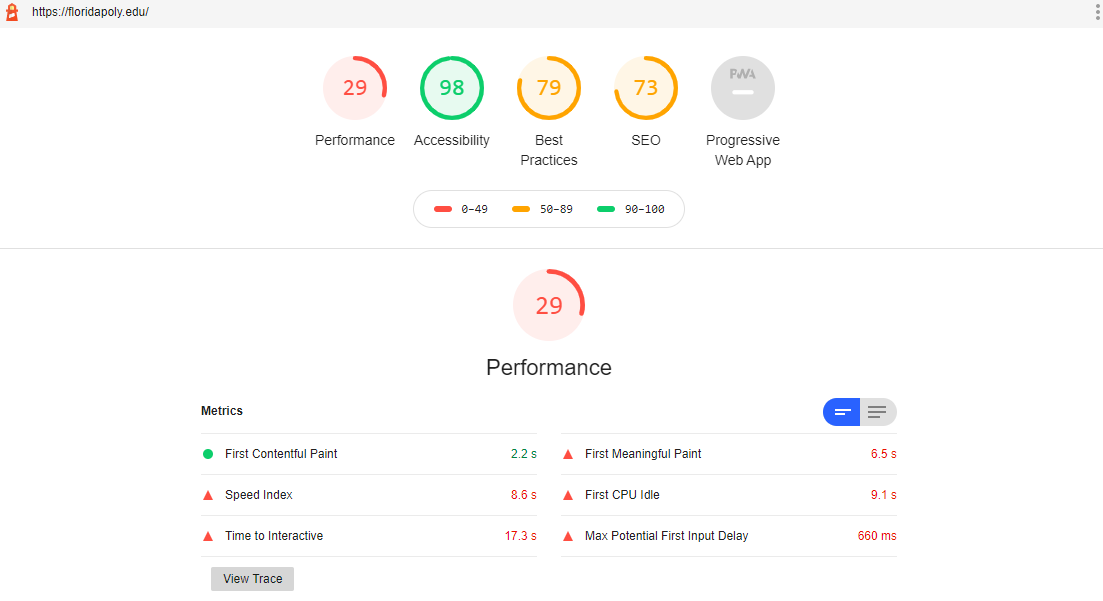 https://floridapoly.edu/
29 98 79 73 PWA
Performance Accessibility Best Practices SEO Progressive Web App
0–49 50–89 90–100
29
Performance
Metrics
First Contentful Paint 2.2 s First Meaningful Paint 6.5 s
Speed Index 8.6 s First CPU Idle 9.1 s
Time to Interactive 17.3 s Max Potential First Input Delay 660 ms
View Trace